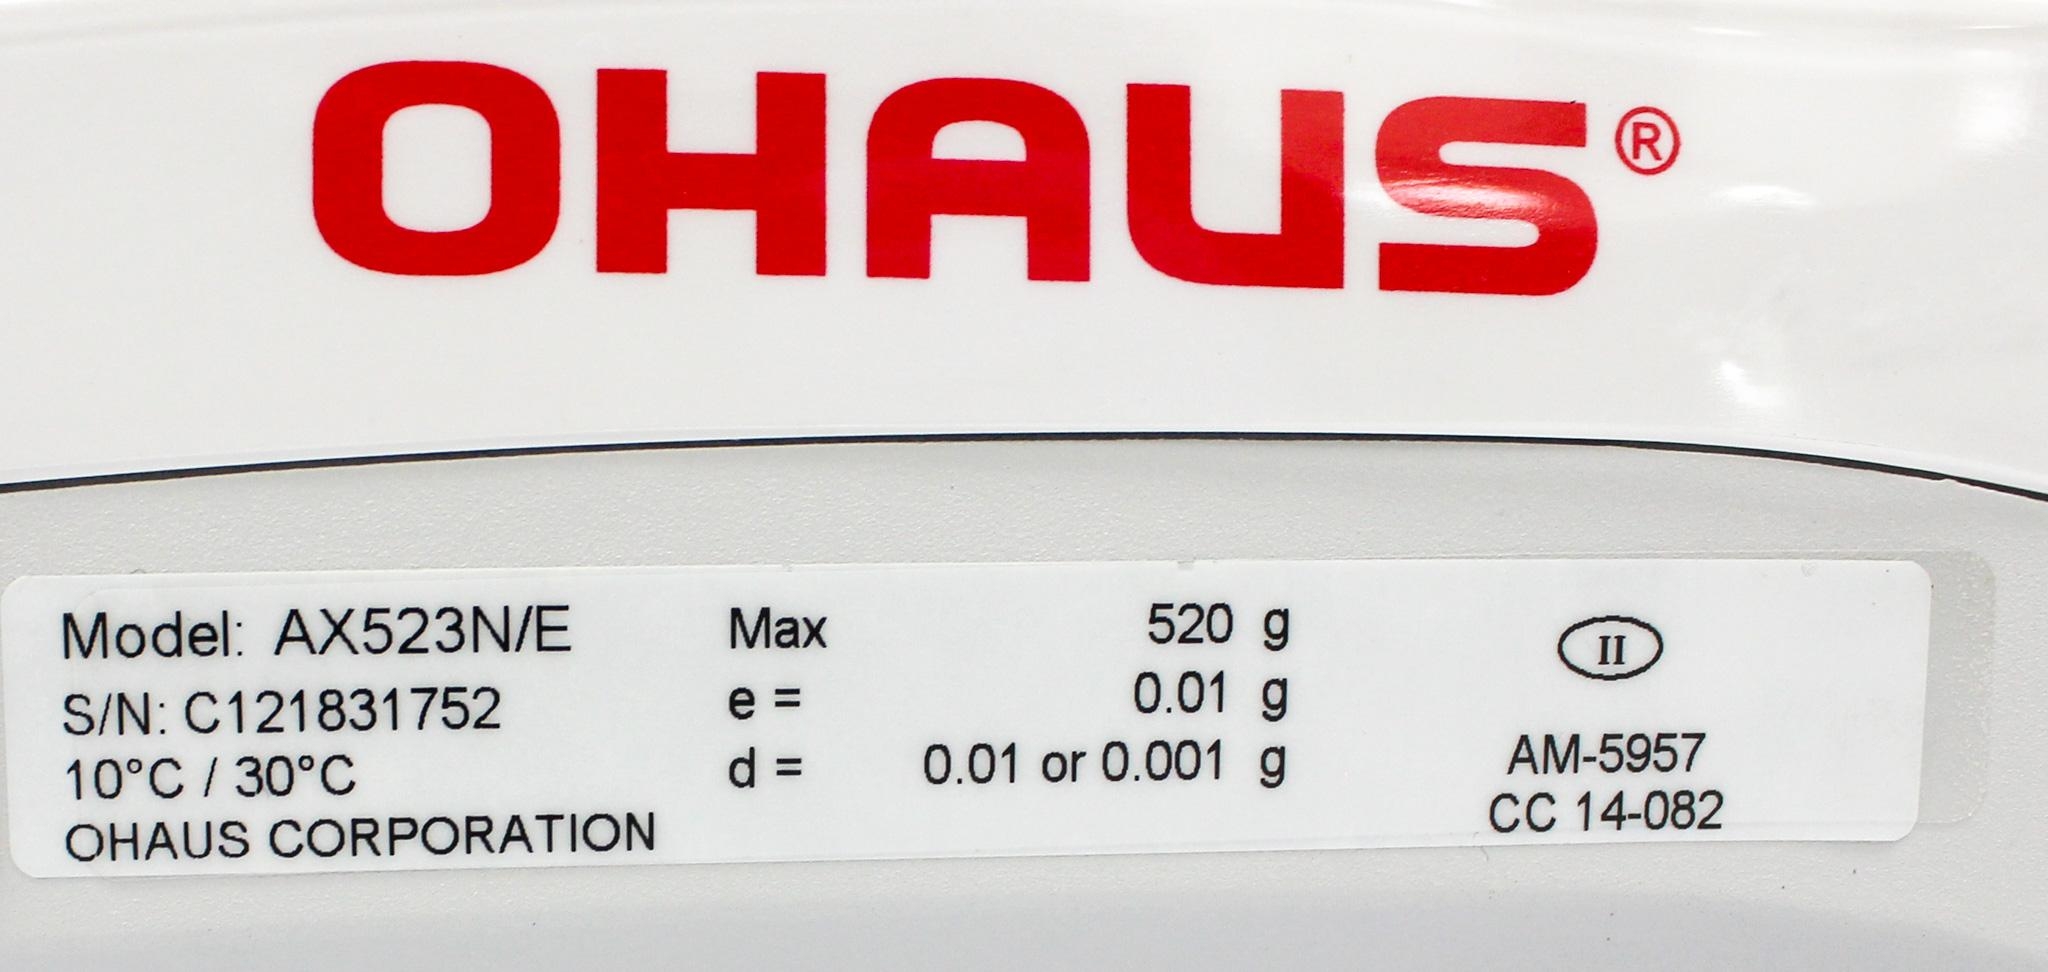 OHAUS®
Model: AX523N/E
S/N: C121831752
10°C / 30°C
OHAUS CORPORATION
Max 520 g
e = 0.01 g
d = 0.01 or 0.001 g
II
AM-5957
CC 14-082